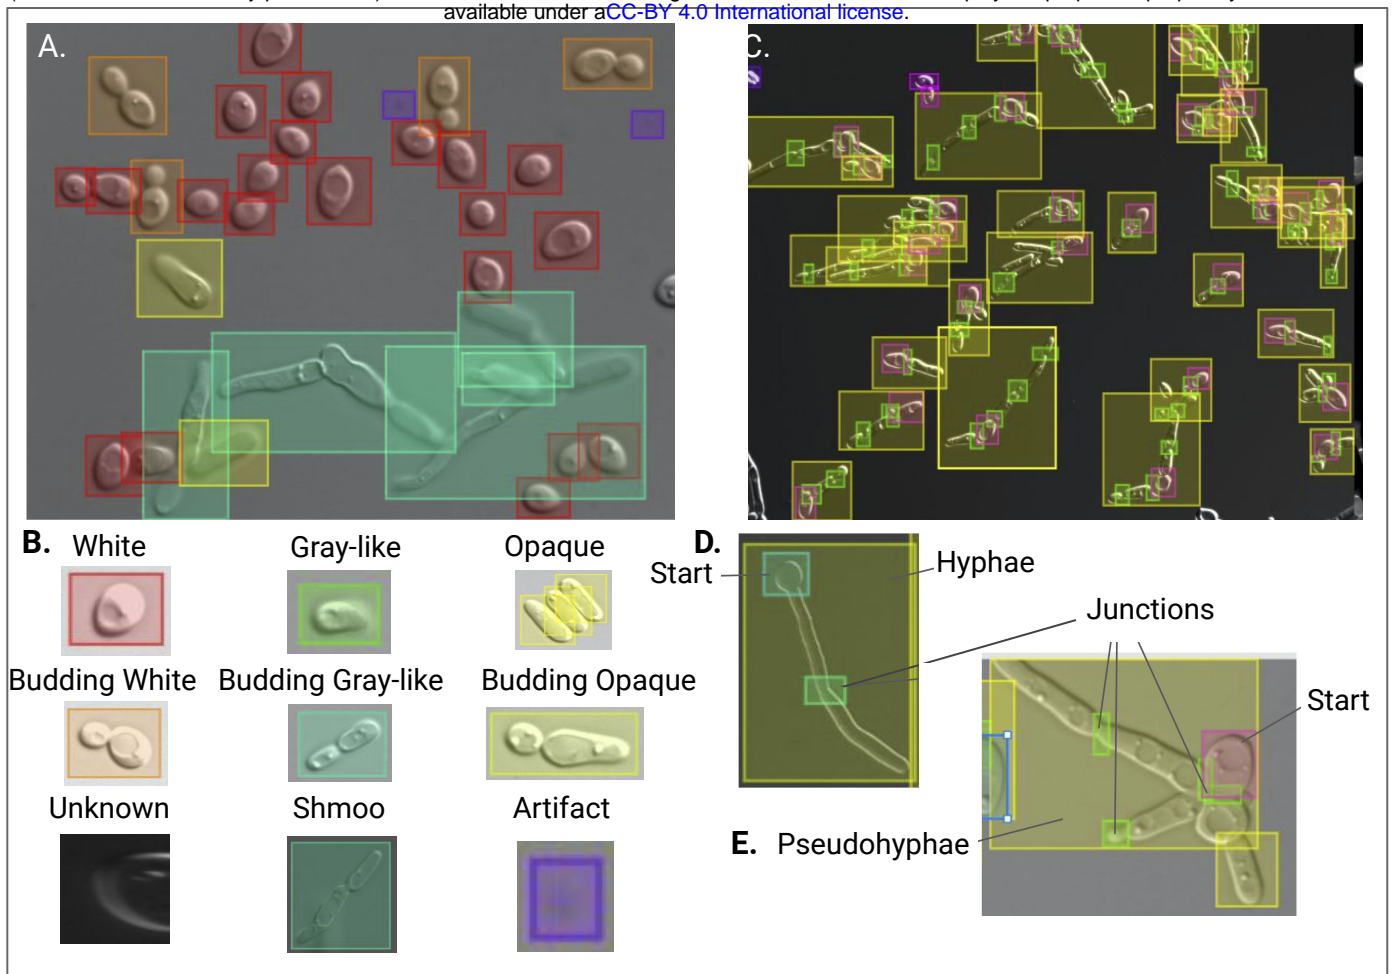 available under aCC-BY 4.0 International license.
A.
C.
B. White Gray-like Opaque
Budding White Budding Gray-like Budding Opaque
Unknown Shmoo Artifact
D.
Start
Hyphae
Junctions
Start
E. Pseudohyphae